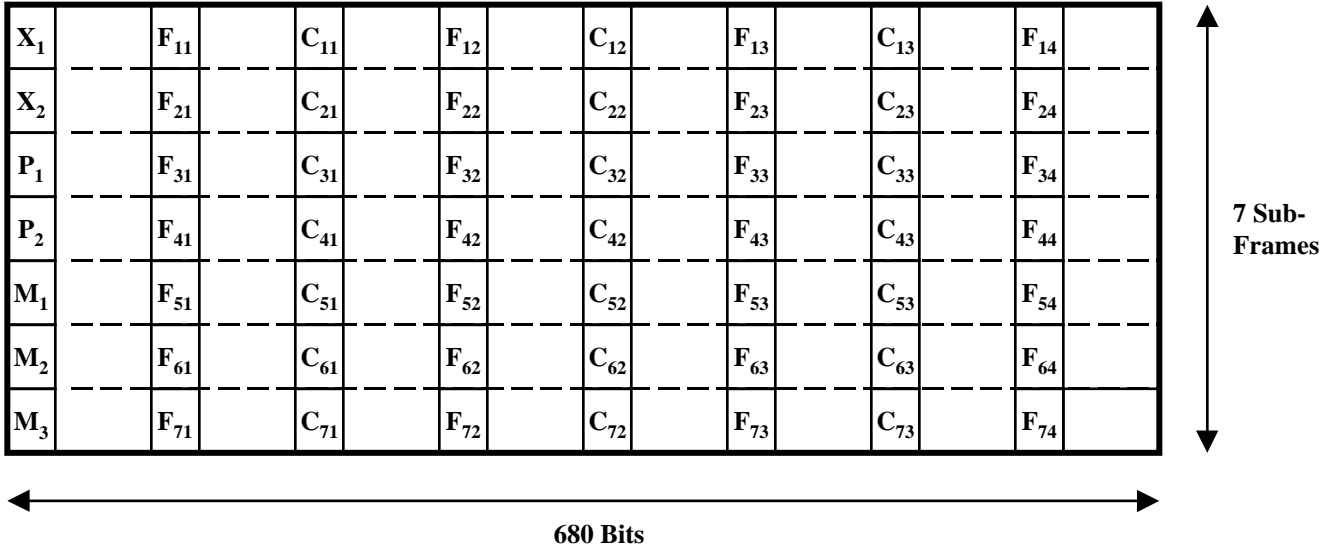 X₁ F₁₁ C₁₁ F₁₂ C₁₂ F₁₃ C₁₃ F₁₄
X₂ F₂₁ C₂₁ F₂₂ C₂₂ F₂₃ C₂₃ F₂₄
P₁ F₃₁ C₃₁ F₃₂ C₃₂ F₃₃ C₃₃ F₃₄
P₂ F₄₁ C₄₁ F₄₂ C₄₂ F₄₃ C₄₃ F₄₄
M₁ F₅₁ C₅₁ F₅₂ C₅₂ F₅₃ C₅₃ F₅₄
M₂ F₆₁ C₆₁ F₆₂ C₆₂ F₆₃ C₆₃ F₆₄
M₃ F₇₁ C₇₁ F₇₂ C₇₂ F₇₃ C₇₃ F₇₄
7 Sub-
Frames
680 Bits